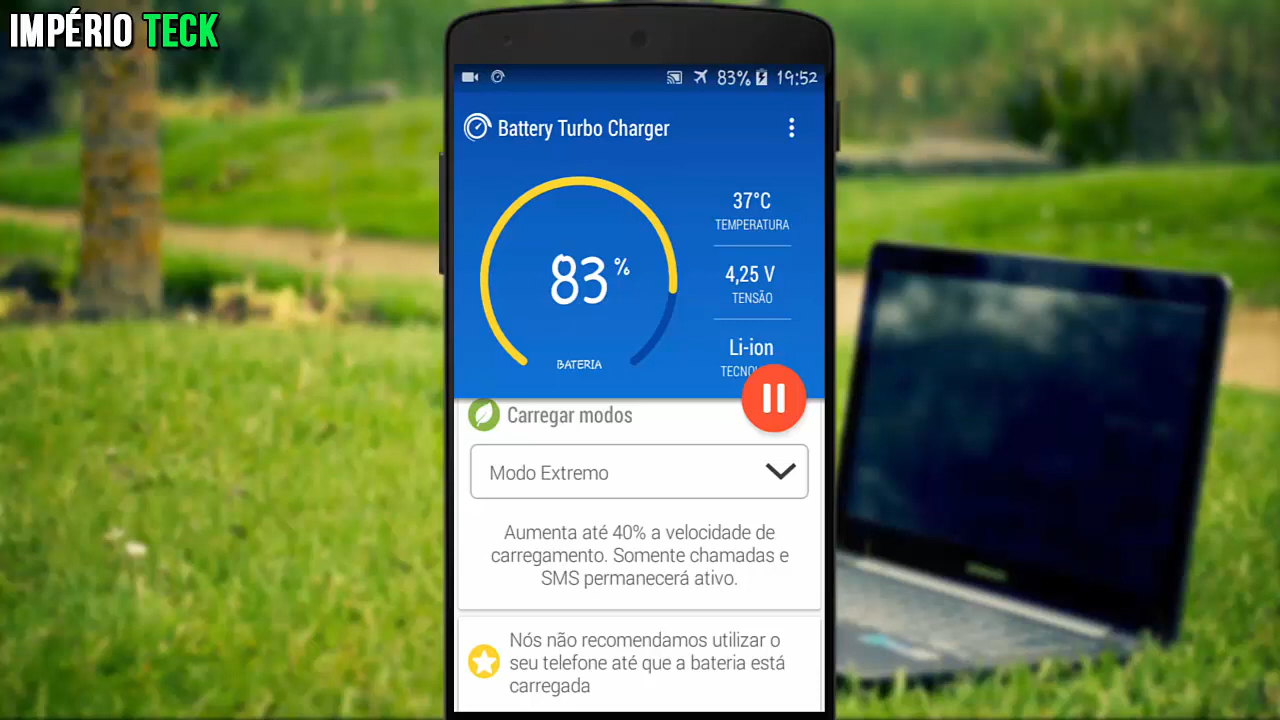 IMPÉRIO TECK
83% 19:52
Battery Turbo Charger
37°C
TEMPERATURA
83 %
4,25 V
TENSÃO
Li-ion
BATERIA
Carregar modos
Modo Extremo
Aumenta até 40% a velocidade de
carregamento. Somente chamadas e
SMS permanecerá ativo.
Nós não recomendamos utilizar o
seu telefone até que a bateria está
carregada